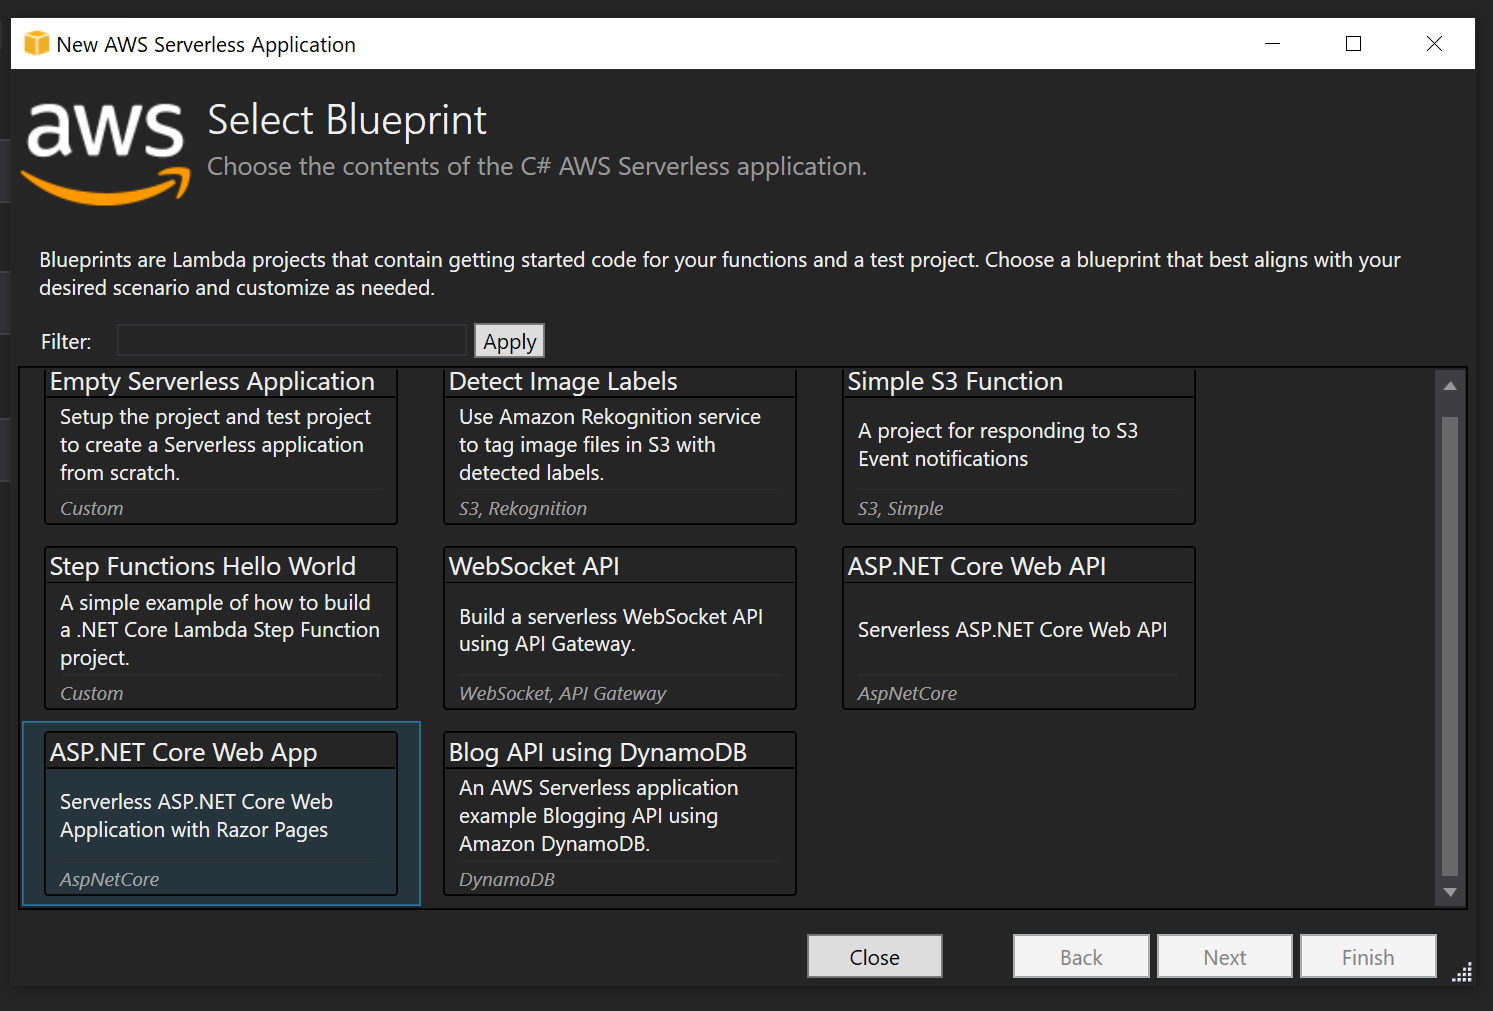 New AWS Serverless Application
aws
Select Blueprint
Choose the contents of the C# AWS Serverless application.
Blueprints are Lambda projects that contain getting started code for your functions and a test project. Choose a blueprint that best aligns with your
desired scenario and customize as needed.
Filter:
Apply
Empty Serverless Application
Setup the project and test project
to create a Serverless application
from scratch.
Custom
Detect Image Labels
Use Amazon Rekognition service
to tag image files in S3 with
detected labels.
S3, Rekognition
Simple S3 Function
A project for responding to S3
Event notifications
S3, Simple
Step Functions Hello World
A simple example of how to build
a .NET Core Lambda Step Function
project.
Custom
WebSocket API
Build a serverless WebSocket API
using API Gateway.
WebSocket, API Gateway
ASP.NET Core Web API
Serverless ASP.NET Core Web API
AspNetCore
ASP.NET Core Web App
Serverless ASP.NET Core Web
Application with Razor Pages
AspNetCore
Blog API using DynamoDB
An AWS Serverless application
example Blogging API using
Amazon DynamoDB.
DynamoDB
Close
Back
Next
Finish